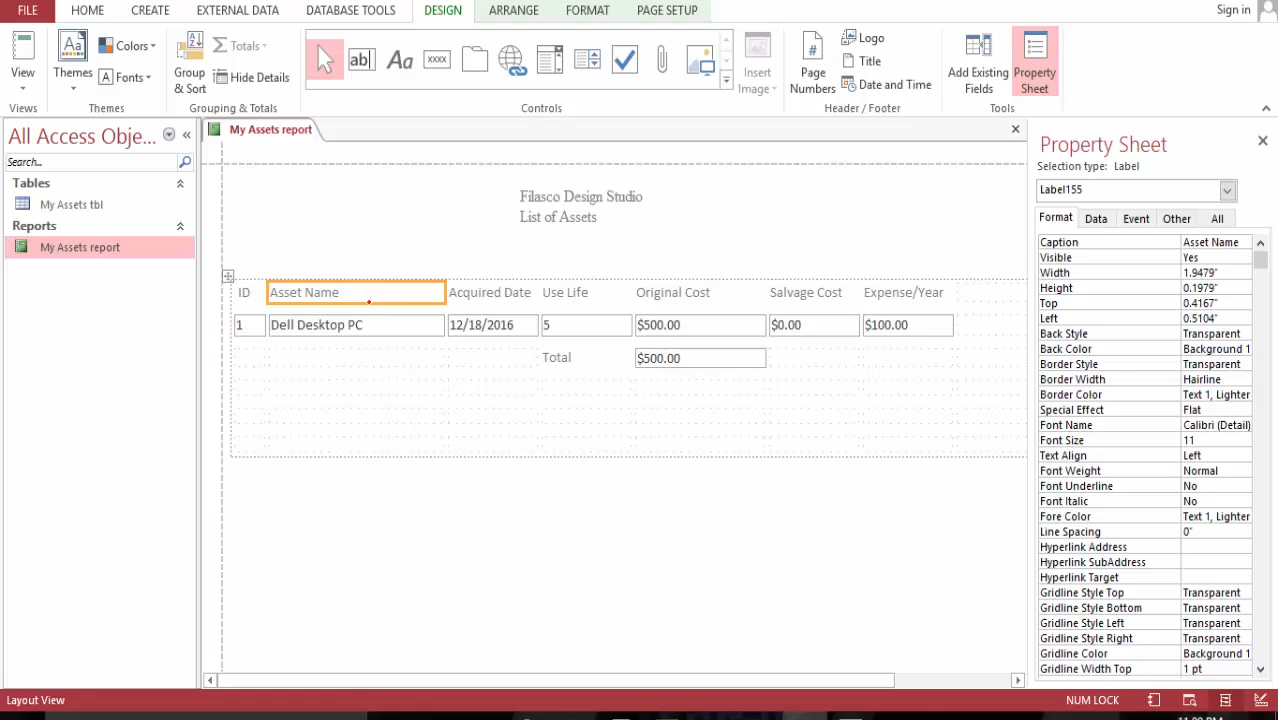 FILE HOME CREATE EXTERNAL DATA DATABASE TOOLS DESIGN ARRANGE FORMAT PAGE SETUP Sign in
View
Views
Themes
Colors
Fonts
Themes
Group & Sort
Totals
Hide Details
Grouping & Totals
ab|
Aa
xxxx
Controls
Insert Image
Page Numbers
Logo
Title
Date and Time
Header / Footer
Add Existing Fields
Property Sheet
Tools
All Access Obje...
Search...
Tables
My Assets tbl
Reports
My Assets report
My Assets report
Filasco Design Studio
List of Assets
ID Asset Name Acquired Date Use Life Original Cost Salvage Cost Expense/Year
1 Dell Desktop PC 12/18/2016 5 $500.00 $0.00 $100.00
Total $500.00
Property Sheet
Selection type: Label
Label155
Format Data Event Other All
Caption Asset Name
Visible Yes
Width 1.9479"
Height 0.1979"
Top 0.4167"
Left 0.5104"
Back Style Transparent
Back Color Background 1
Border Style Transparent
Border Width Hairline
Border Color Text 1, Lighter
Special Effect Flat
Font Name Calibri (Detail)
Font Size 11
Text Align Left
Font Weight Normal
Font Underline No
Font Italic No
Fore Color Text 1, Lighter
Line Spacing 0"
Hyperlink Address
Hyperlink SubAddress
Hyperlink Target
Gridline Style Top Transparent
Gridline Style Bottom Transparent
Gridline Style Left Transparent
Gridline Style Right Transparent
Gridline Color Background 1
Gridline Width Top 1 pt
Layout View NUM LOCK